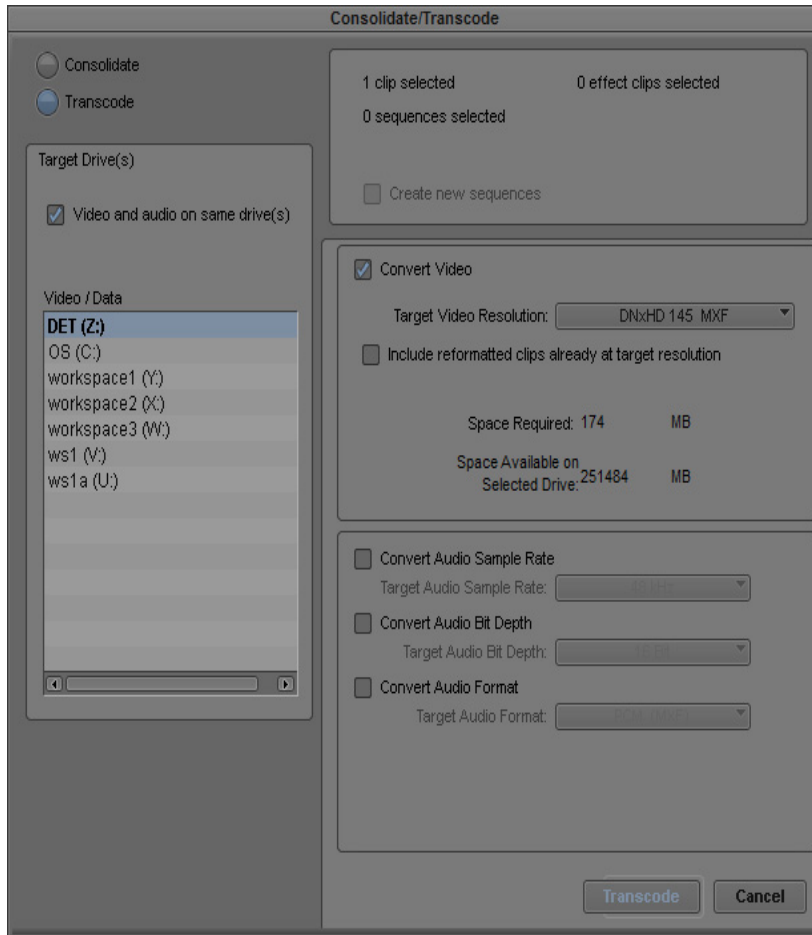 Consolidate/Transcode
Consolidate
Transcode
1 clip selected
0 effect clips selected
0 sequences selected
Create new sequences
Target Drive(s)
Video and audio on same drive(s)
Video / Data
DET (Z:)
OS (C:)
workspace1 (Y:)
workspace2 (X:)
workspace3 (W:)
ws1 (V:)
ws1a (U:)
Convert Video
Target Video Resolution: DNxHD 145 MXF
Include reformatted clips already at target resolution
Space Required: 174 MB
Space Available on
Selected Drive: 251484 MB
Convert Audio Sample Rate
Target Audio Sample Rate: 48 kHz
Convert Audio Bit Depth
Target Audio Bit Depth:
Convert Audio Format
Target Audio Format: PCM (MXF)
Transcode
Cancel